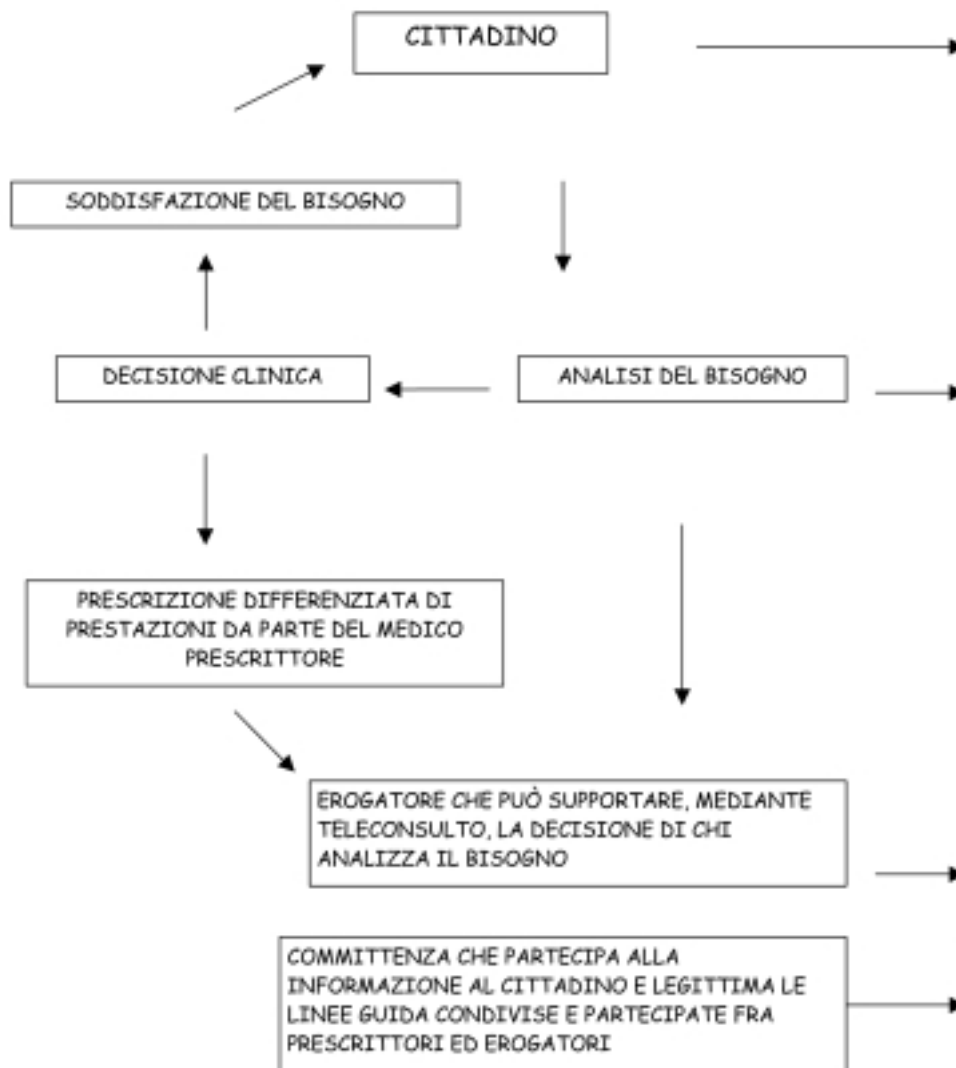 CITTADINO
SODDISFAZIONE DEL BISOGNO
DECISIONE CLINICA
ANALISI DEL BISOGNO
PRESCRIZIONE DIFFERENZIATA DI
PRESTAZIONI DA PARTE DEL MEDICO
PRESCRITTORE
EROGATORE CHE PUÒ SUPPORTARE, MEDIANTE
TELECONSULTO, LA DECISIONE DI CHI
ANALIZZA IL BISOGNO
COMMITTENZA CHE PARTECIPA ALLA
INFORMAZIONE AL CITTADINO E LEGITTIMA LE
LINEE GUIDA CONDIVISE E PARTECIPATE FRA
PRESCRITTORI ED EROGATORI